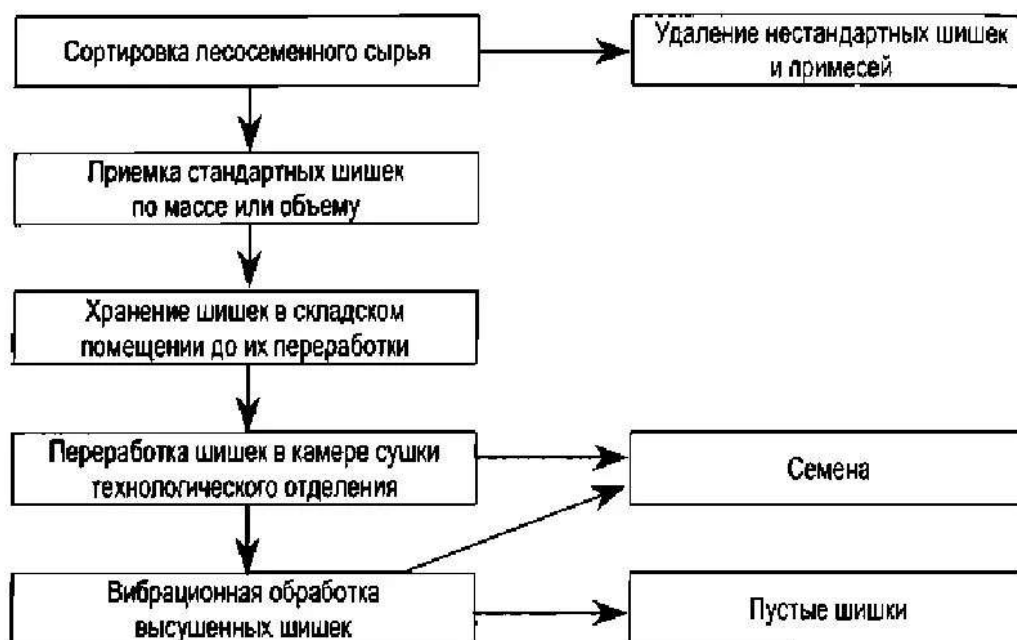 Сортировка лесосеменного сырья
Удаление нестандартных шишек
и примесей
Приемка стандартных шишек
по массе или объему
Хранение шишек в складском
помещении до их переработки
Переработка шишек в камере сушки
технологического отделения
Семена
Вибрационная обработка
высушенных шишек
Пустые шишки